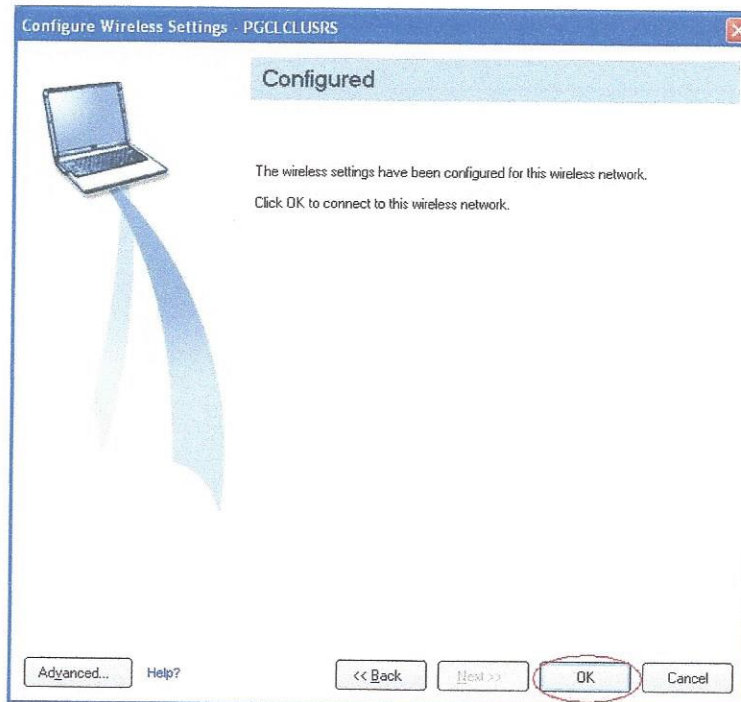 Configure Wireless Settings - PGCLCLUSRS
Configured
The wireless settings have been configured for this wireless network.
Click OK to connect to this wireless network.
Advanced... Help? << Back Next >> OK Cancel